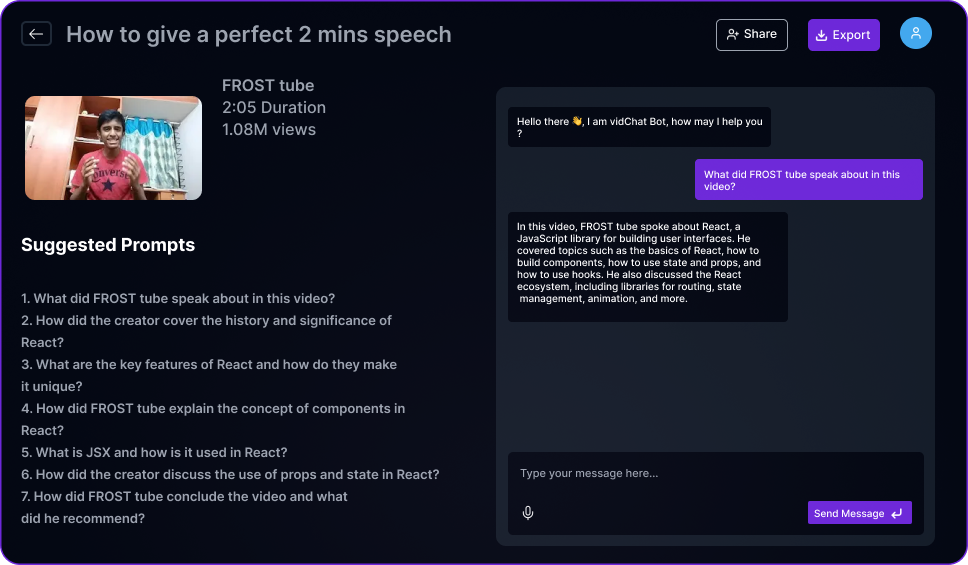 How to give a perfect 2 mins speech
Share
Export
FROST tube
2:05 Duration
1.08M views
Converse
Suggested Prompts
1. What did FROST tube speak about in this video?
2. How did the creator cover the history and significance of
React?
3. What are the key features of React and how do they make
it unique?
4. How did FROST tube explain the concept of components in
React?
5. What is JSX and how is it used in React?
6. How did the creator discuss the use of props and state in React?
7. How did FROST tube conclude the video and what
did he recommend?
Hello there 👋, I am vidChat Bot, how may I help you
?
What did FROST tube speak about in this
video?
In this video, FROST tube spoke about React, a
JavaScript library for building user interfaces. He
covered topics such as the basics of React, how to
build components, how to use state and props, and
how to use hooks. He also discussed the React
ecosystem, including libraries for routing, state
management, animation, and more.
Type your message here...
Send Message